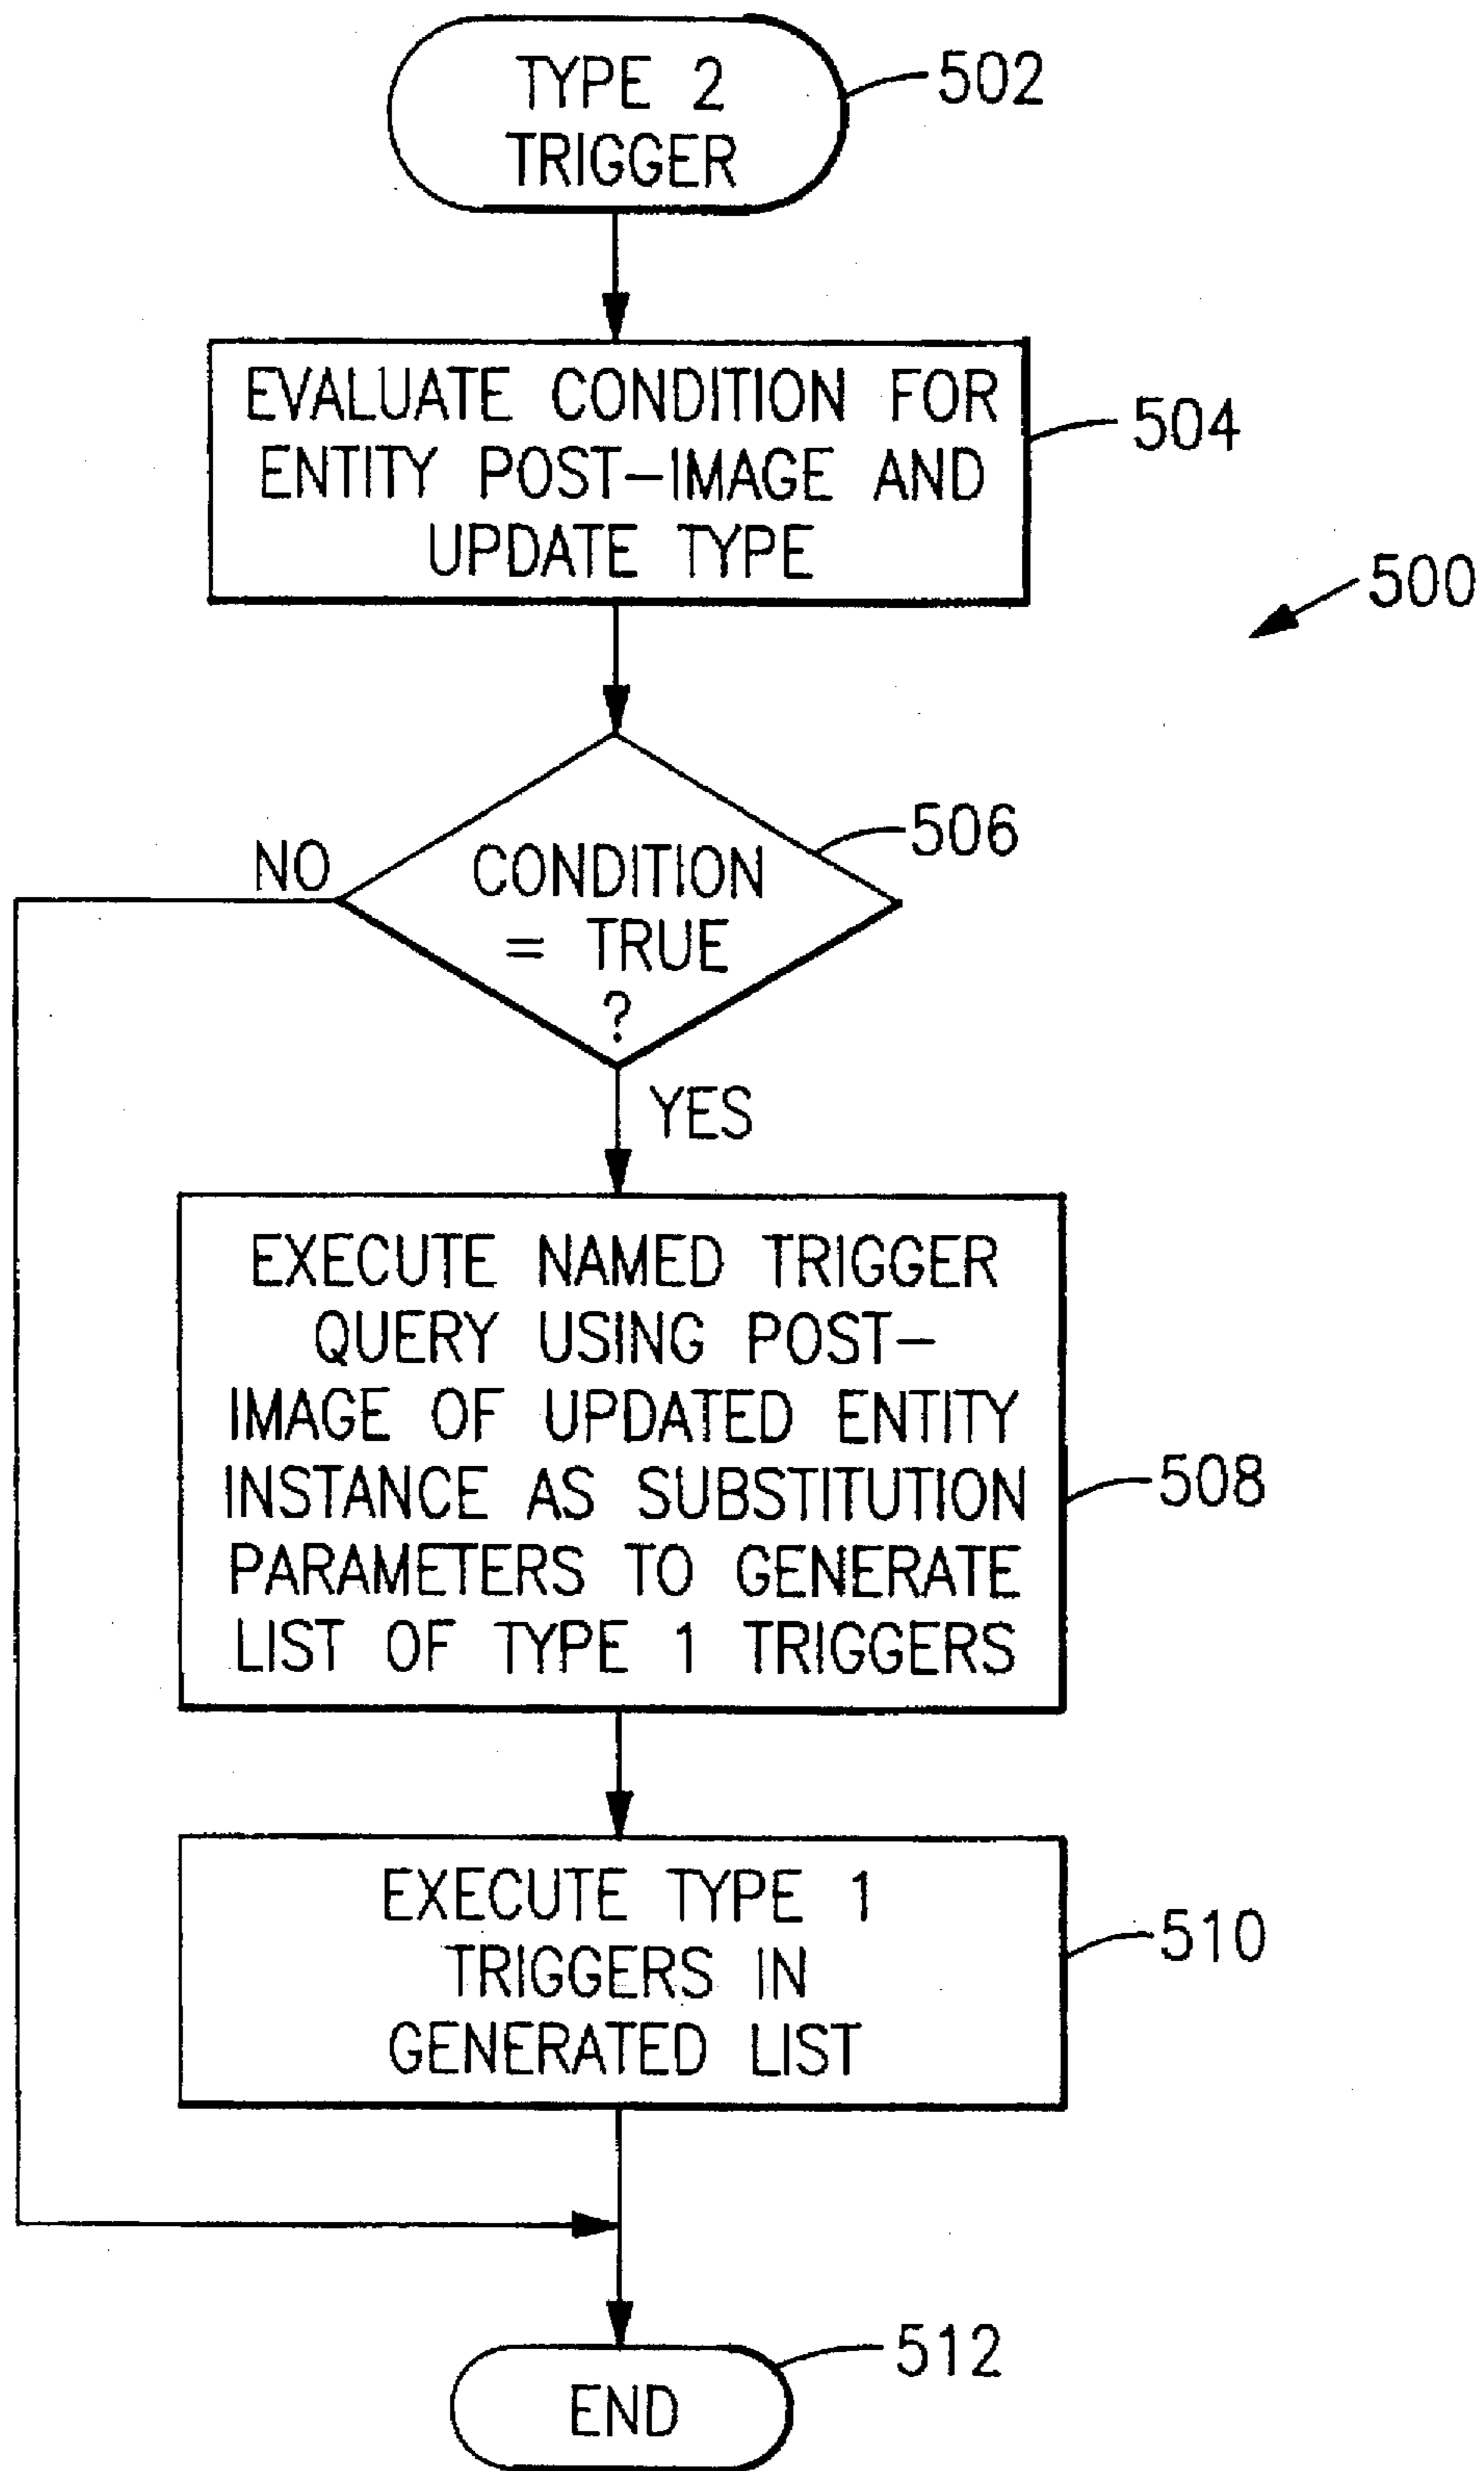 TYPE 2
TRIGGER
502
EVALUATE CONDITION FOR
ENTITY POST-IMAGE AND
UPDATE TYPE
504
500
CONDITION
= TRUE
?
506
NO
YES
EXECUTE NAMED TRIGGER
QUERY USING POST-
IMAGE OF UPDATED ENTITY
INSTANCE AS SUBSTITUTION
PARAMETERS TO GENERATE
LIST OF TYPE 1 TRIGGERS
508
EXECUTE TYPE 1
TRIGGERS IN
GENERATED LIST
510
END
512